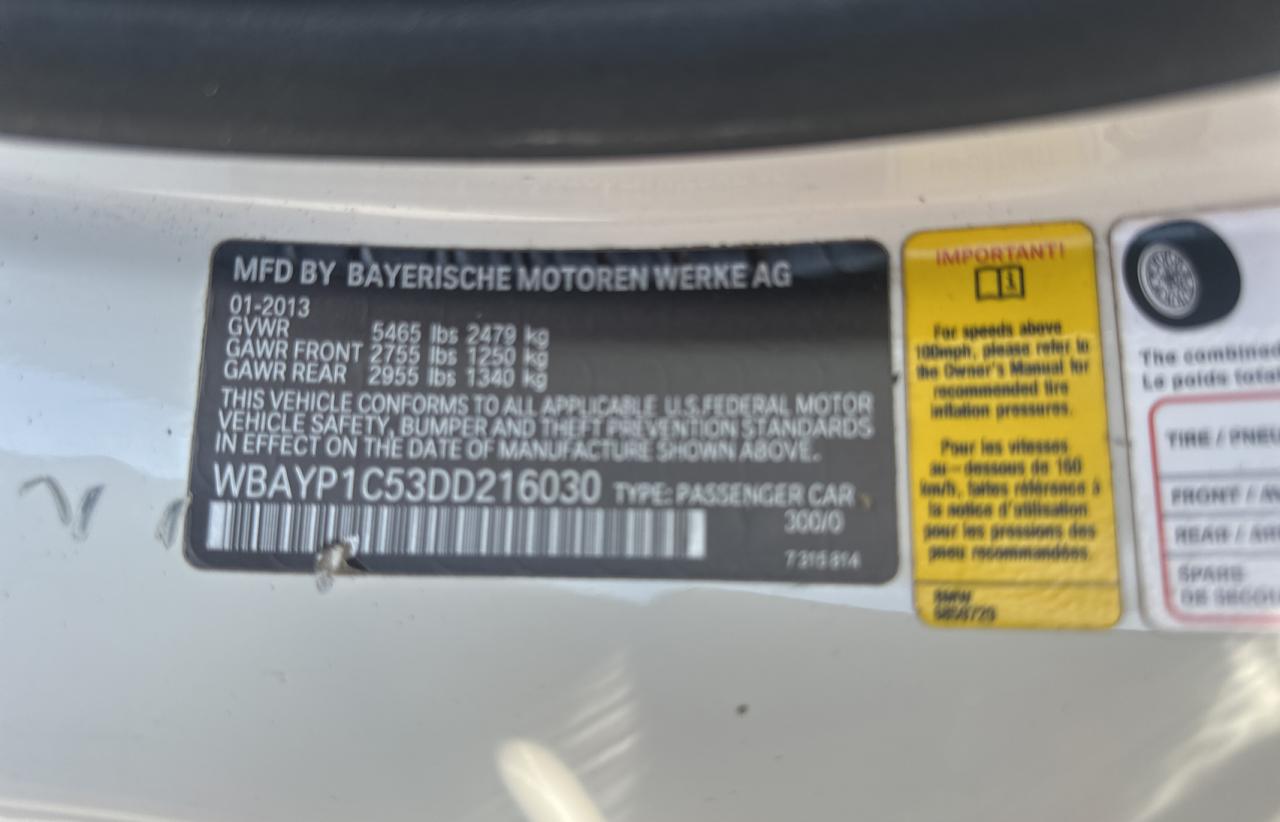 MFD BY BAYERISCHE MOTOREN WERKE AG
01-2013
GVWR 5465 lbs 2479 kg
GAWR FRONT 2755 lbs 1250 kg
GAWR REAR 2955 lbs 1340 kg
THIS VEHICLE CONFORMS TO ALL APPLICABLE U.S.FEDERAL MOTOR
VEHICLE SAFETY, BUMPER AND THEFT PREVENTION STANDARDS
IN EFFECT ON THE DATE OF MANUFACTURE SHOWN ABOVE.
WBAYP1C53DD216030 TYPE: PASSENGER CAR
300/0
7315814
IMPORTANT!
For speeds above
100mph, please refer to
the Owner's Manual for
recommended tire
inflation pressures.
Pour les vitesses
au-dessous de 160
km/h, faites référence à
la notice d'utilisation
pour les pressions des
pneu recommandées.
BMW
The combined
Le poids total
TIRE / PNEU
FRONT / AV
REAR / ARR
SPARE
DE SECOU